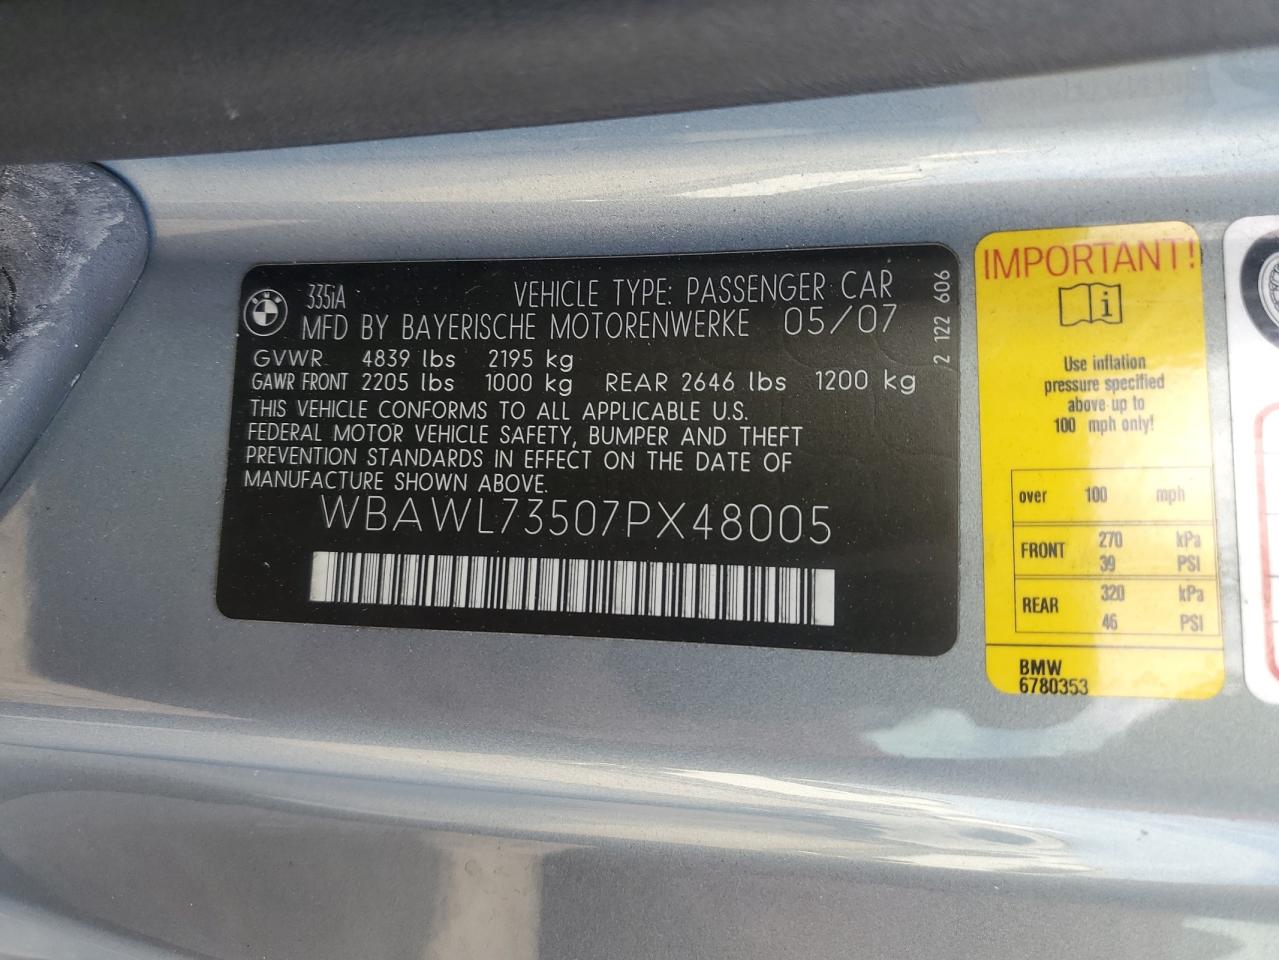 335iA
VEHICLE TYPE: PASSENGER CAR
MFD BY BAYERISCHE MOTORENWERKE 05/07
GVWR 4839 lbs 2195 kg
GAWR FRONT 2205 lbs 1000 kg REAR 2646 lbs 1200 kg
THIS VEHICLE CONFORMS TO ALL APPLICABLE U.S.
FEDERAL MOTOR VEHICLE SAFETY, BUMPER AND THEFT
PREVENTION STANDARDS IN EFFECT ON THE DATE OF
MANUFACTURE SHOWN ABOVE.
WBAWL73507PX48005
2 122 606
IMPORTANT!
i
Use inflation
pressure specified
above up to
100 mph only!
over 100 mph
FRONT 270 kPa
39 PSI
REAR 320 kPa
46 PSI
BMW
6780353